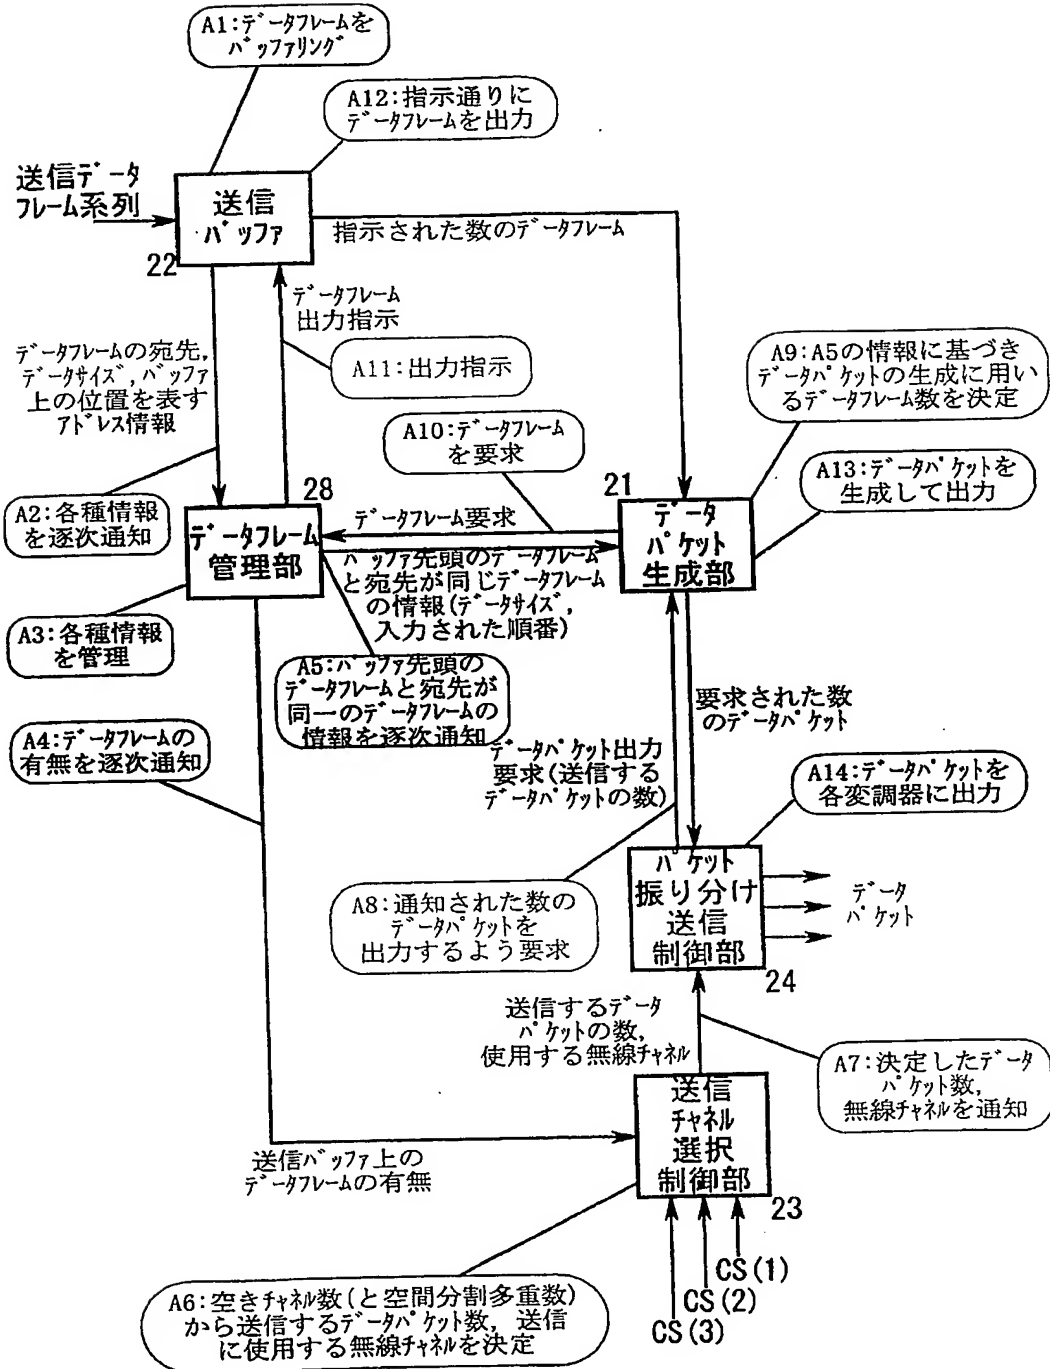 A1:データフレームを
バッファリング
A12:指示通りに
データフレームを出力
送信データ
フレーム系列
送信
バッファ
22
指示された数のデータフレーム
データフレーム
出力指示
データフレームの宛先,
データサイズ,バッファ
上の位置を表す
アドレス情報
A11:出力指示
A9:A5の情報に基づき
データパケットの生成に用い
るデータフレーム数を決定
A10:データフレーム
を要求
A13:データパケットを
生成して出力
A2:各種情報
を逐次通知
28
データフレーム
管理部
データフレーム要求
21
データ
パケット
生成部
バッファ先頭のデータフレーム
と宛先が同じデータフレーム
の情報(データサイズ,
入力された順番)
A3:各種情報
を管理
A5:バッファ先頭の
データフレームと宛先が
同一のデータフレームの
情報を逐次通知
A4:データフレームの
有無を逐次通知
要求された数
のデータパケット
データパケット出力
要求(送信する
データパケットの数)
A14:データパケットを
各変調器に出力
パケット
振り分け
送信
制御部
24
データ
パケット
A8:通知された数の
データパケットを
出力するよう要求
送信するデータ
パケットの数,
使用する無線チャネル
A7:決定したデータ
パケット数,
無線チャネルを通知
送信
チャネル
選択
制御部
23
送信バッファ上の
データフレームの有無
CS(1)
CS(2)
CS(3)
A6:空きチャネル数(と空間分割多重数)
から送信するデータパケット数, 送信
に使用する無線チャネルを決定